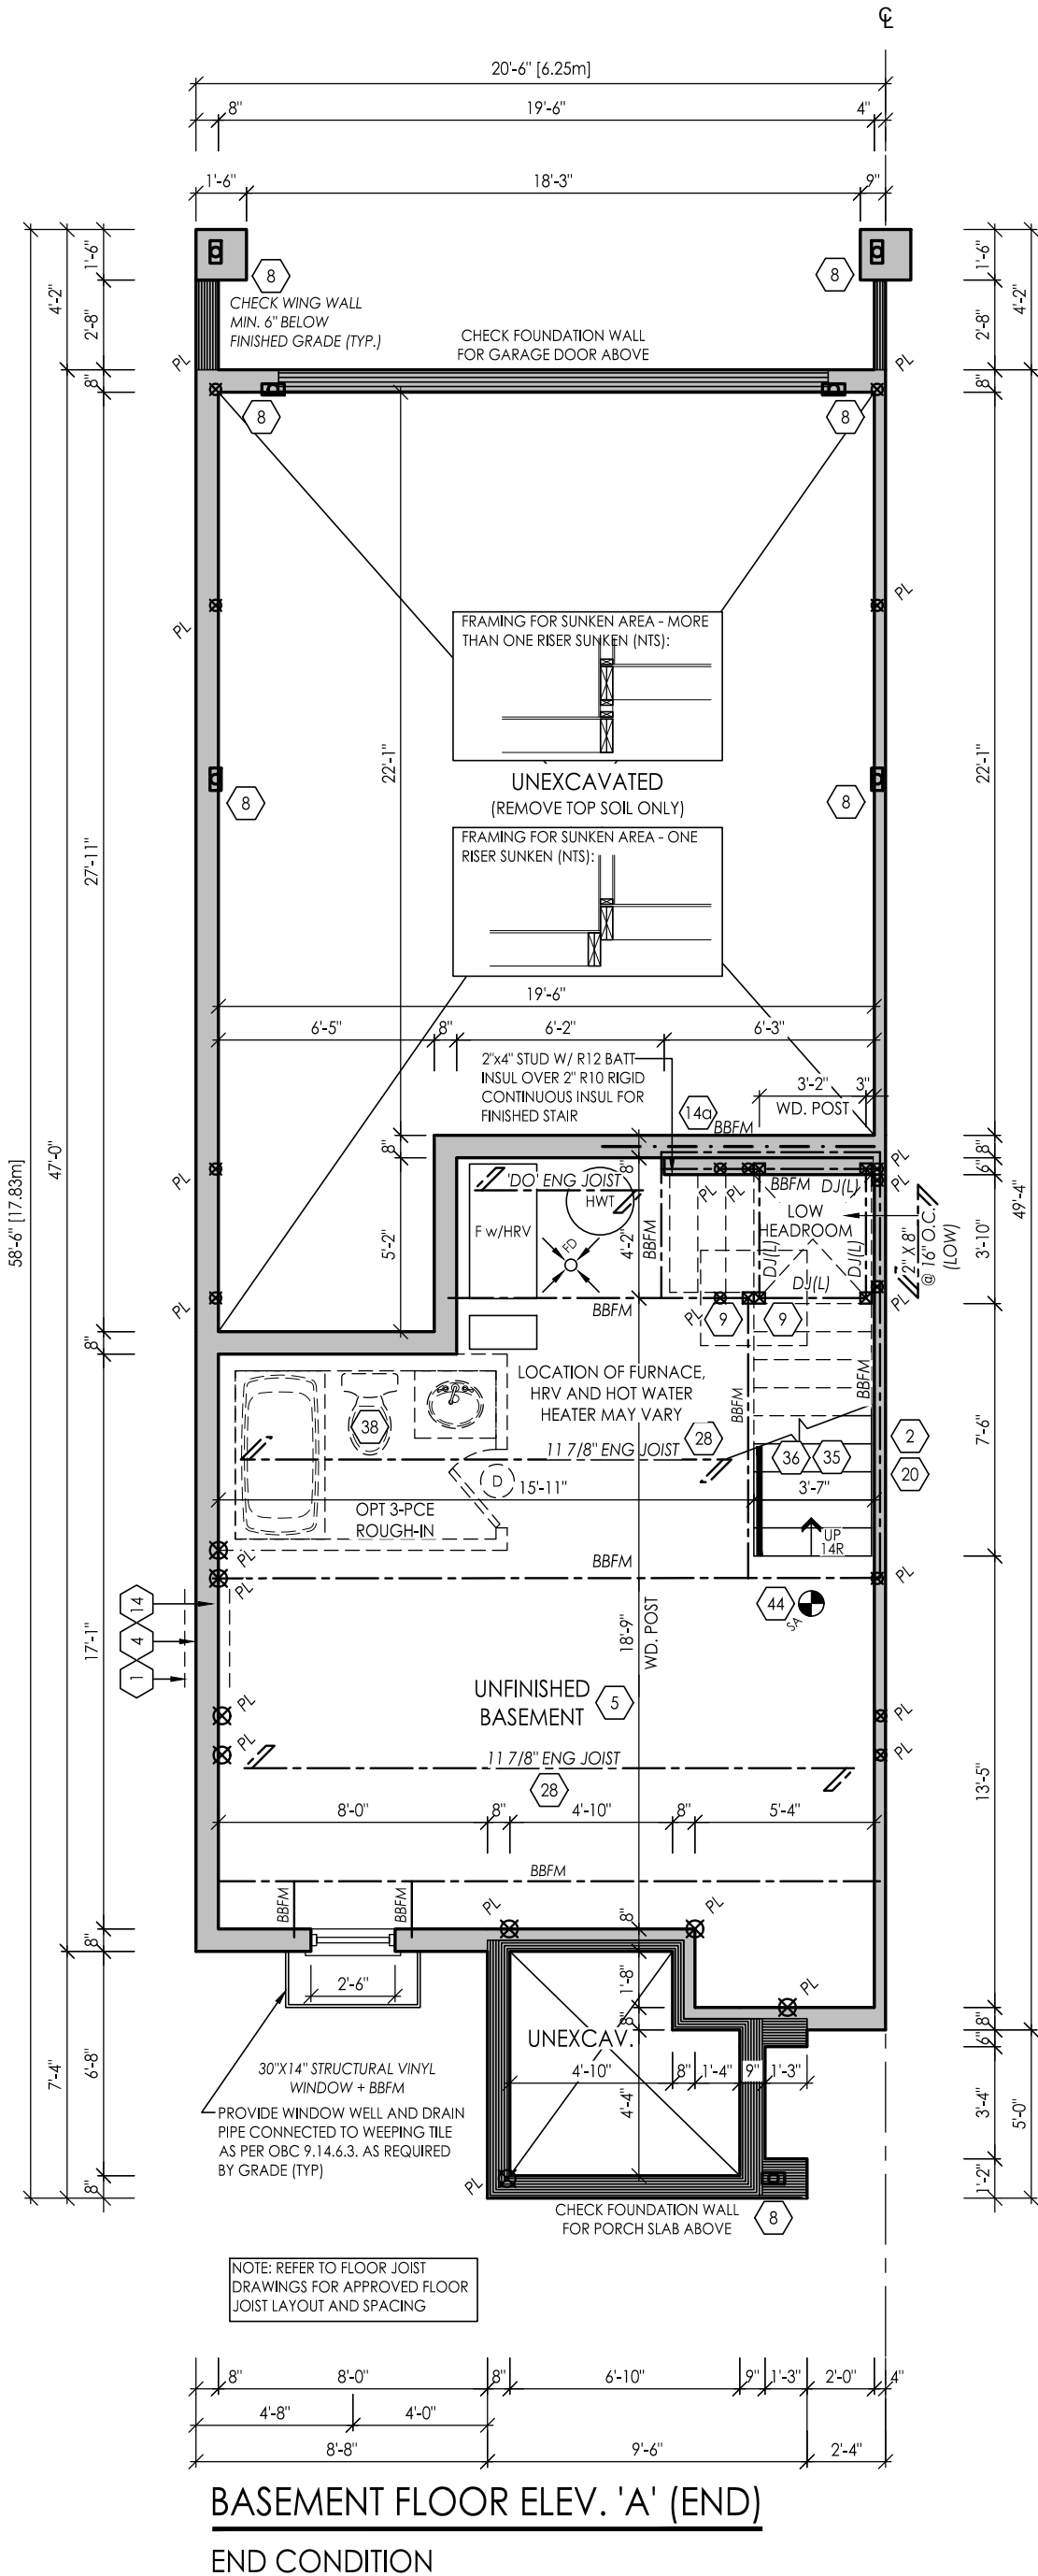 ℄
20'-6" [6.25m]
8" 19'-6" 4"
1'-6" 18'-3" 9"
8
8
CHECK WING WALL
MIN. 6" BELOW
FINISHED GRADE (TYP.)
CHECK FOUNDATION WALL
FOR GARAGE DOOR ABOVE
1'-6"
2'-8"
4'-2"
8"
1'-6"
2'-8"
4'-2"
8"
PL
PL
8
8
PL
PL
FRAMING FOR SUNKEN AREA - MORE
THAN ONE RISER SUNKEN (NTS):
22'-1"
UNEXCAVATED
(REMOVE TOP SOIL ONLY)
8
8
22'-1"
27'-11"
FRAMING FOR SUNKEN AREA - ONE
RISER SUNKEN (NTS):
19'-6"
6'-5" 8" 6'-2" 6'-3"
2"x4" STUD W/ R12 BATT
INSUL OVER 2" R10 RIGID
CONTINUOUS INSUL FOR
FINISHED STAIR
3'-2" 3"
WD. POST
14a
BBFM
58'-6" [17.83m]
47'-0"
49'-4"
8"
8"
8"
6"
PL
PL
PL
PL
PL
'DO' ENG JOIST
HWT
F w/HRV
FD
4'-2"
BBFM
BBFM DJ(L)
LOW
HEADROOM
DJ(L)
DJ(L)
DJ(L)
2" X 8"
@ 16" O.C.
(LOW)
3'-10"
5'-2"
PL
BBFM
PL
9
9
PL
8"
LOCATION OF FURNACE,
HRV AND HOT WATER
HEATER MAY VARY
BBFM
BBFM
38
11 7/8" ENG JOIST
28
36
35
2
20
7'-6"
D
15'-11"
3'-7"
OPT 3-PCE
ROUGH-IN
UP
14R
PL
PL
BBFM
PL
14
4
1
44
SA
18'-9"
WD. POST
17'-1"
UNFINISHED
BASEMENT
5
PL
PL
PL
PL
11 7/8" ENG JOIST
28
13'-5"
8'-0" 8" 4'-10" 8" 5'-4"
BBFM
BBFM
BBFM
PL
PL
8"
8"
2'-6"
1'-8"
8"
PL
UNEXCAV.
8"
6"
4'-10" 8" 1'-4" 9" 1'-3"
4'-4"
30"X14" STRUCTURAL VINYL
WINDOW + BBFM
PROVIDE WINDOW WELL AND DRAIN
PIPE CONNECTED TO WEEPING TILE
AS PER OBC 9.14.6.3. AS REQUIRED
BY GRADE (TYP)
7'-4"
6'-8"
8"
3'-4"
1'-2"
5'-0"
PL
CHECK FOUNDATION WALL
FOR PORCH SLAB ABOVE
8
NOTE: REFER TO FLOOR JOIST
DRAWINGS FOR APPROVED FLOOR
JOIST LAYOUT AND SPACING
8" 8'-0" 8" 6'-10" 9" 1'-3" 2'-0" 4"
4'-8" 4'-0"
8'-8" 9'-6" 2'-4"
BASEMENT FLOOR ELEV. 'A' (END)
END CONDITION